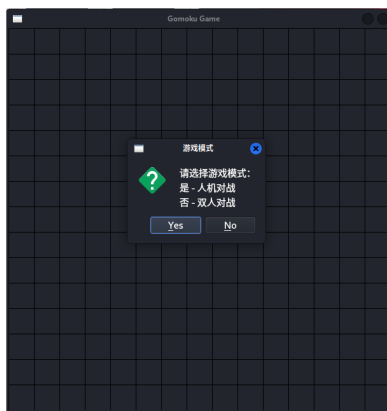 Gomoku Game
游戏模式
请选择游戏模式:
是 - 人机对战
否 - 双人对战
Yes
No